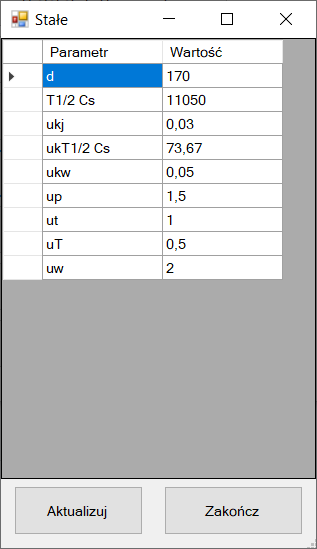 Stałe
Parametr Wartość
d 170
T1/2 Cs 11050
ukj 0,03
ukT1/2 Cs 73,67
ukw 0,05
up 1,5
ut 1
uT 0,5
uw 2
Aktualizuj Zakończ